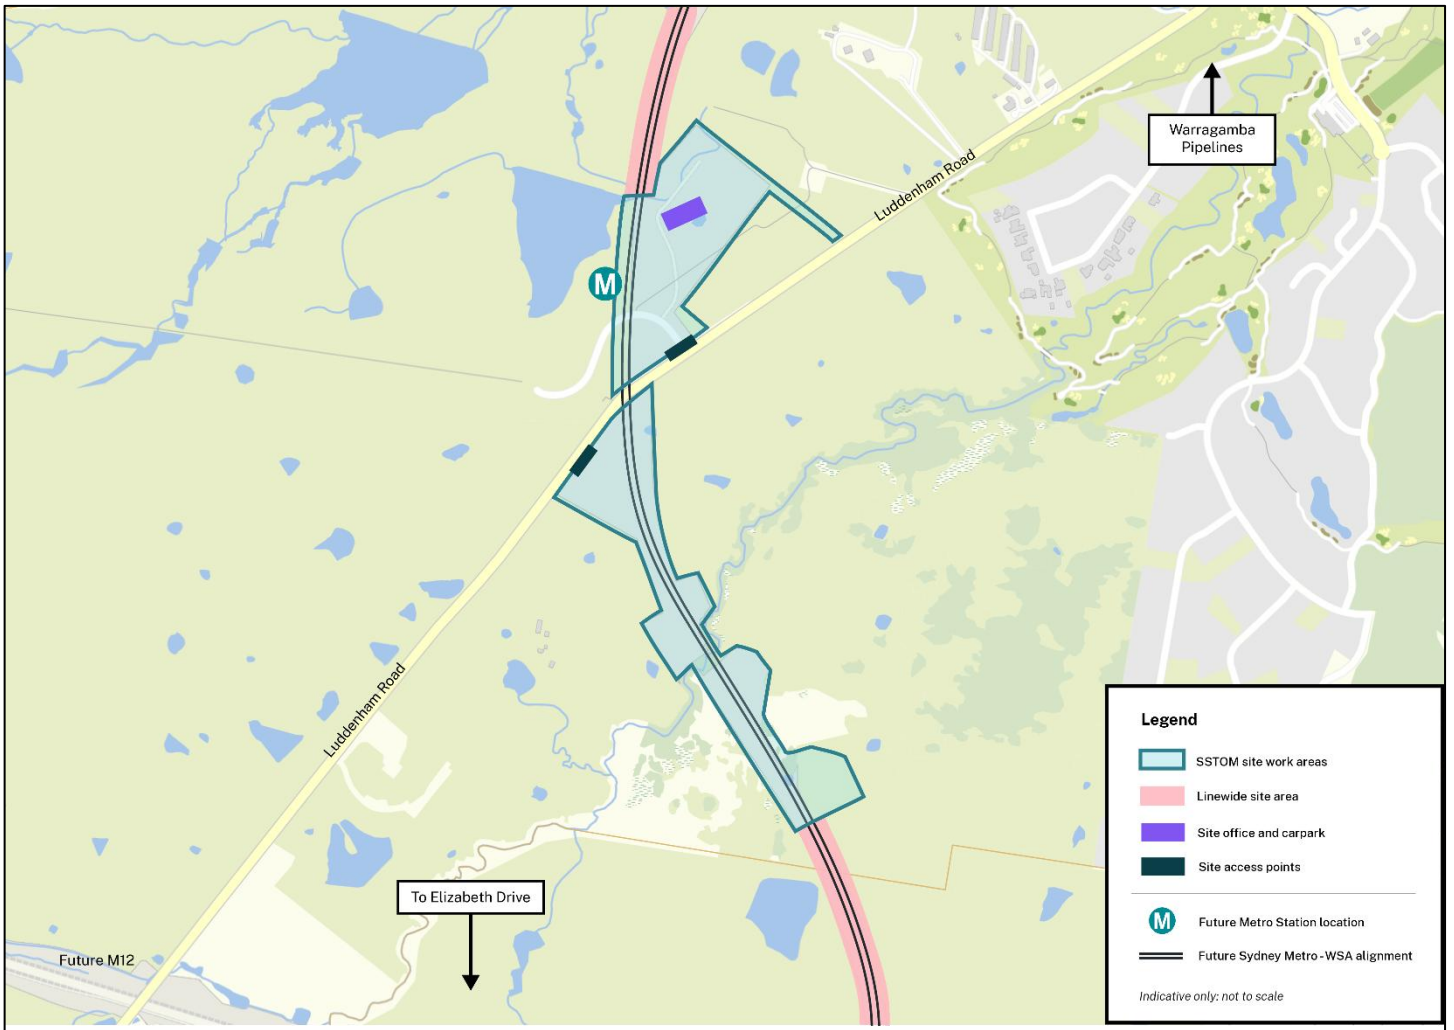 Warragamba
Pipelines
Luddenham Road
M
Luddenham Road
To Elizabeth Drive
Future M12
Legend
SSTOM site work areas
Linewide site area
Site office and carpark
Site access points
M
Future Metro Station location
Future Sydney Metro - WSA alignment
Indicative only; not to scale